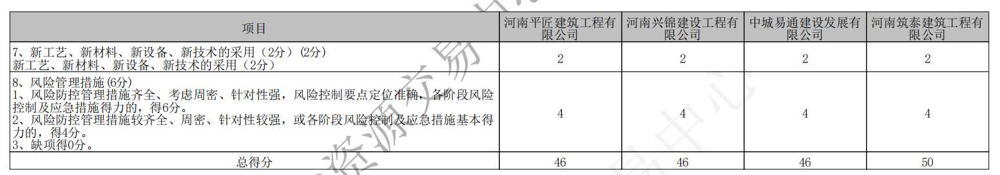 项目
河南平匠建筑工程有
限公司
河南兴锦建设工程有
限公司
中城易通建设发展有
限公司
河南筑泰建筑工程有
限公司
7、新工艺、新材料、新设备、新技术的采用（2分）(2分)
新工艺、新材料、新设备、新技术的采用（2分）
2
2
2
2
8、风险管理措施(6分)
1、风险防控管理措施齐全、考虑周密、针对性强，风险控制要点定位准确，各阶段风险
控制及应急措施得力的，得6分。
2、风险防控管理措施较齐全、周密、针对性较强，或各阶段风险控制及应急措施基本得
力的，得4分。
3、缺项得0分。
4
4
4
4
总得分
46
46
46
50
资源交易中
易中心